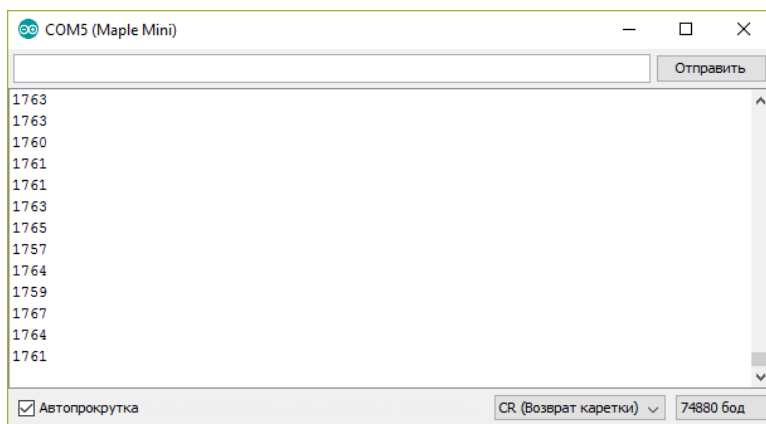 COM5 (Maple Mini)
Отправить
1763
1763
1760
1761
1761
1763
1765
1757
1764
1759
1767
1764
1761
Автопрокрутка
CR (Возврат каретки)
74880 бод